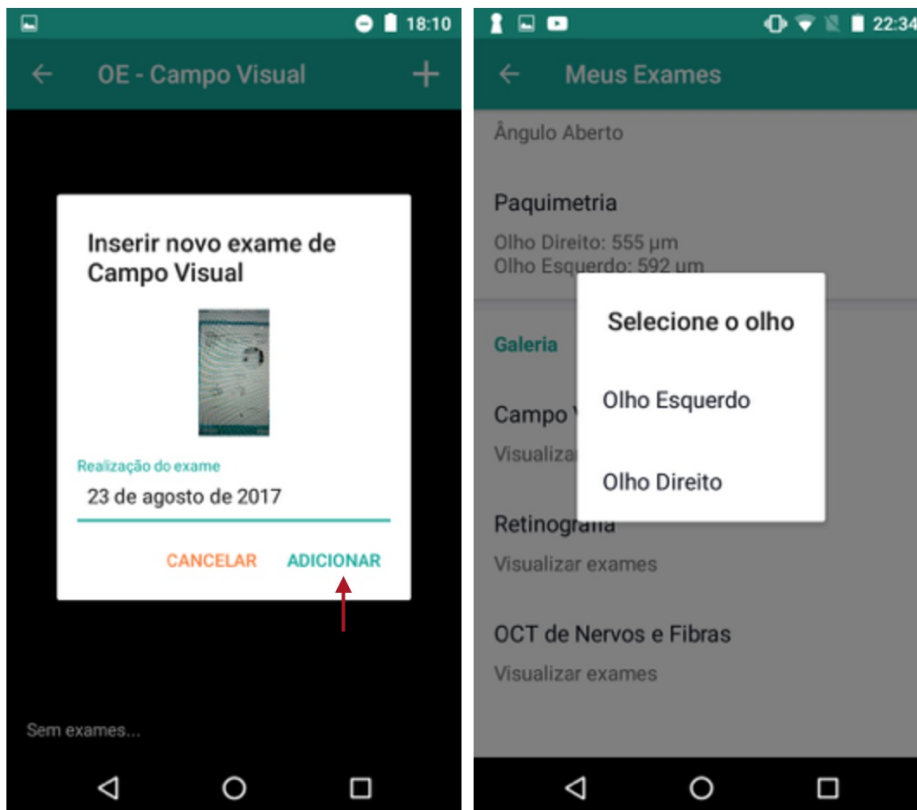 18:10
OE - Campo Visual
Inserir novo exame de
Campo Visual
Realização do exame
23 de agosto de 2017
CANCELAR ADICIONAR
Sem exames...
22:34
Meus Exames
Ângulo Aberto
Paquimetria
Olho Direito: 555 µm
Olho Esquerdo: 592 µm
Selecione o olho
Galeria
Olho Esquerdo
Campo
Visualiza
Olho Direito
Retinografia
Visualizar exames
OCT de Nervos e Fibras
Visualizar exames